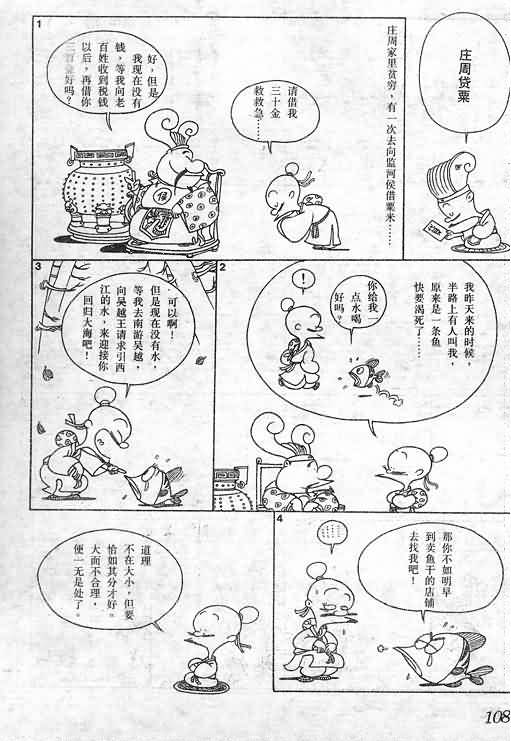 庄周贷粟
庄周家里贫穷，有一次去向监河侯借粟米……
请借我
三十金
救救急……
好，但是
我现在没有
钱，等我向老
百姓收到税钱
以后，再借你
三百金好吗？
侯
1
2
我昨天来的时候，
半路上有人叫我，
原来是一条鱼
快要渴死了……
你给我一
点水喝
好吗？
！
3
可以啊！
但是现在没有水，
等我去南游吴越，
向吴越王请求引西
江的水，来迎接你
回归大海吧！
4
那你不如明早
到卖鱼干的店铺
去找我吧！
道理
不在大小，但要
恰如其分才好。
大而不合理，
便一无是处了。
108